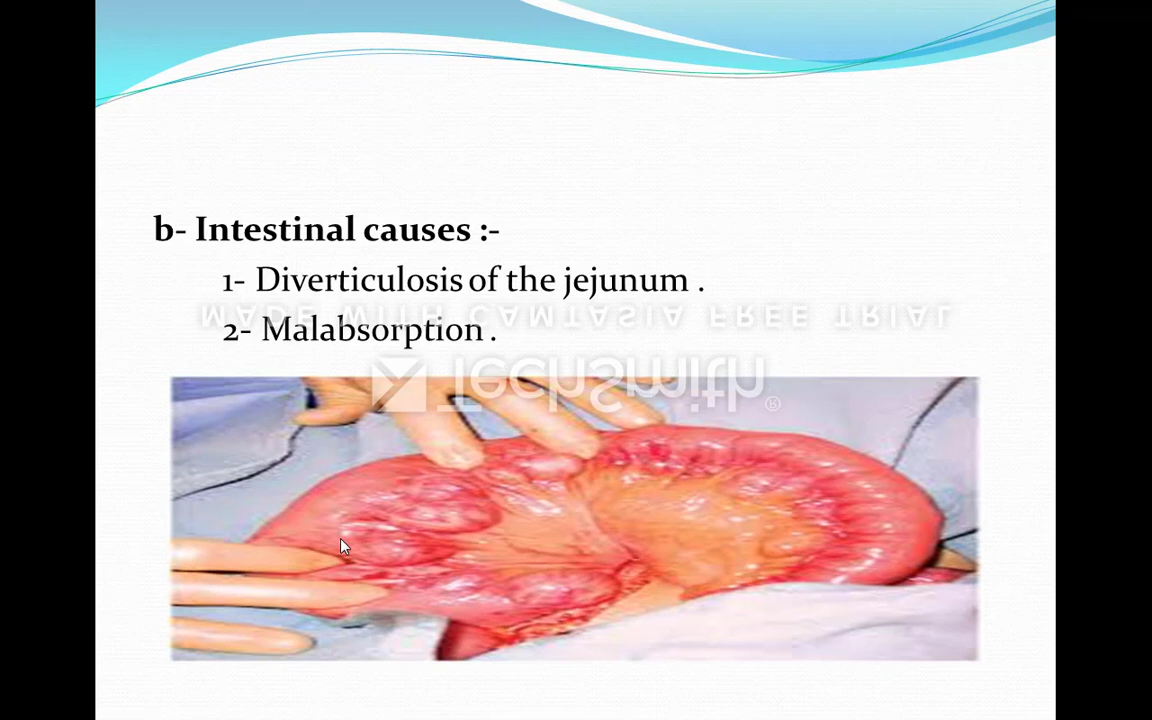 b- Intestinal causes :-
1- Diverticulosis of the jejunum .
MADE WITH CAMTASIA FREE TRIAL
2- Malabsorption .
TechSmith®